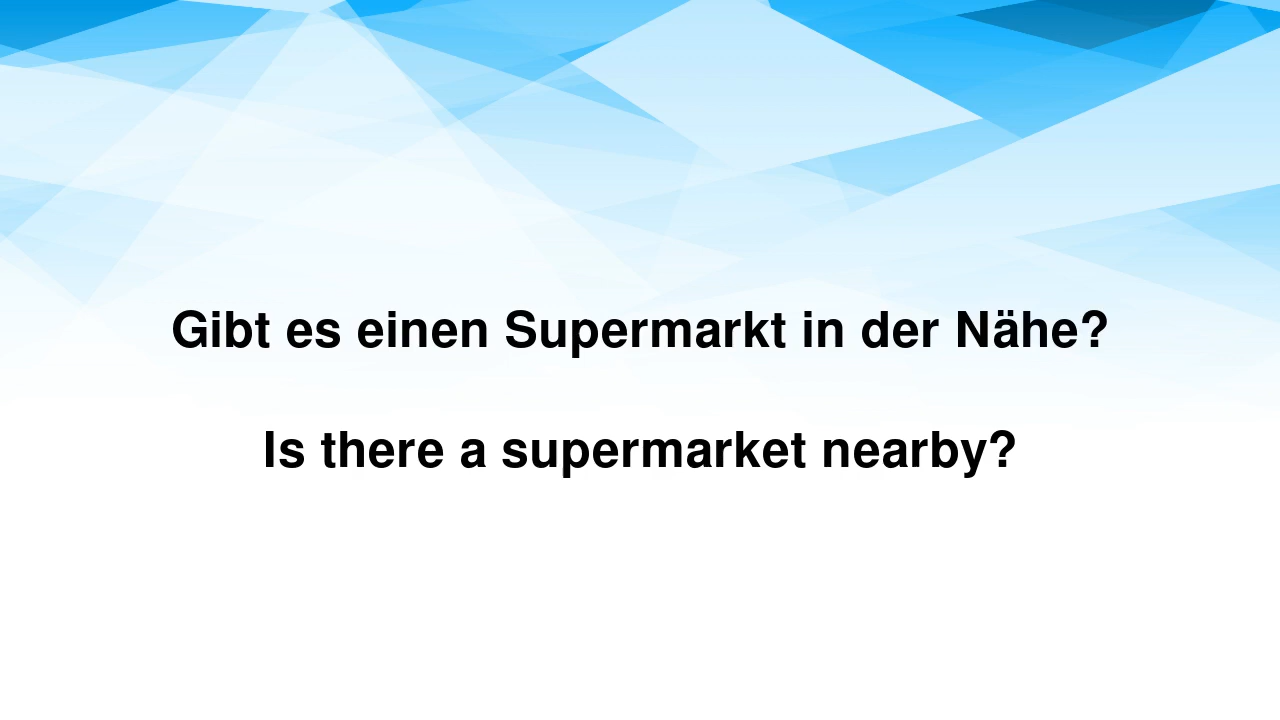 Gibt es einen Supermarkt in der Nähe?
Is there a supermarket nearby?